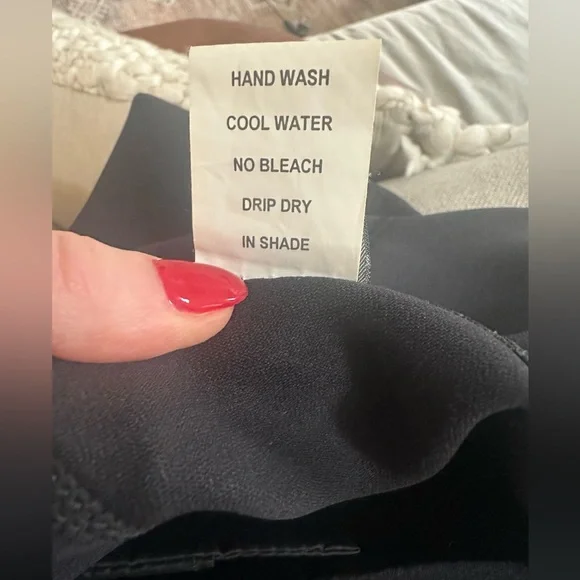 HAND WASH
COOL WATER
NO BLEACH
DRIP DRY
IN SHADE